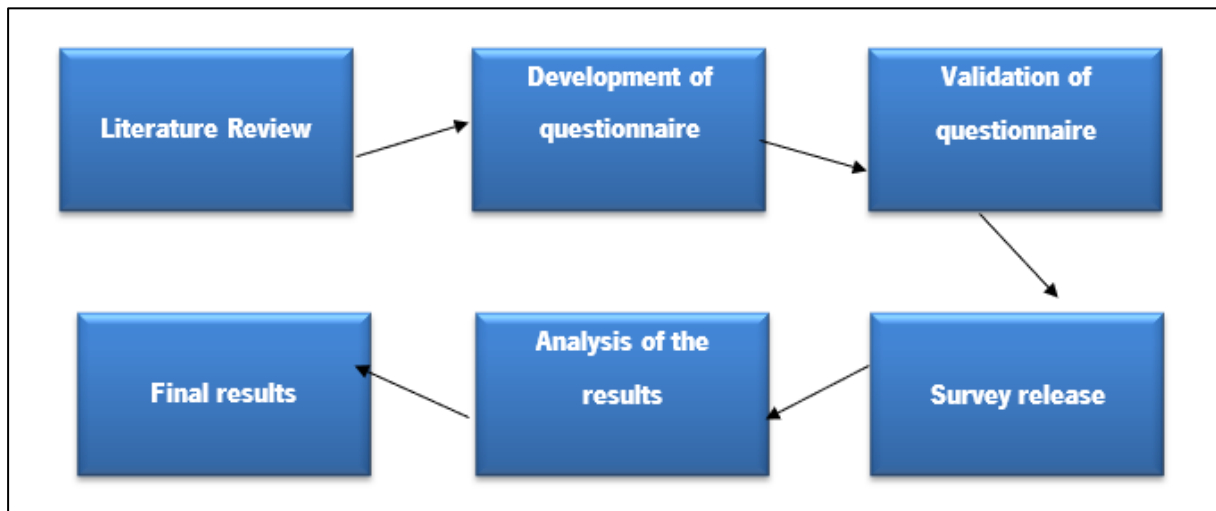 Literature Review
Development of
questionnaire
Validation of
questionnaire
Survey release
Analysis of the
results
Final results